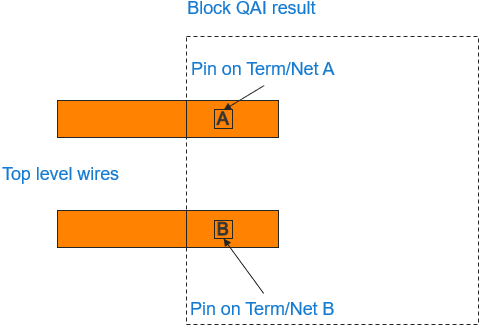 Block QAI result
Pin on Term/Net A
A
Top level wires
B
Pin on Term/Net B